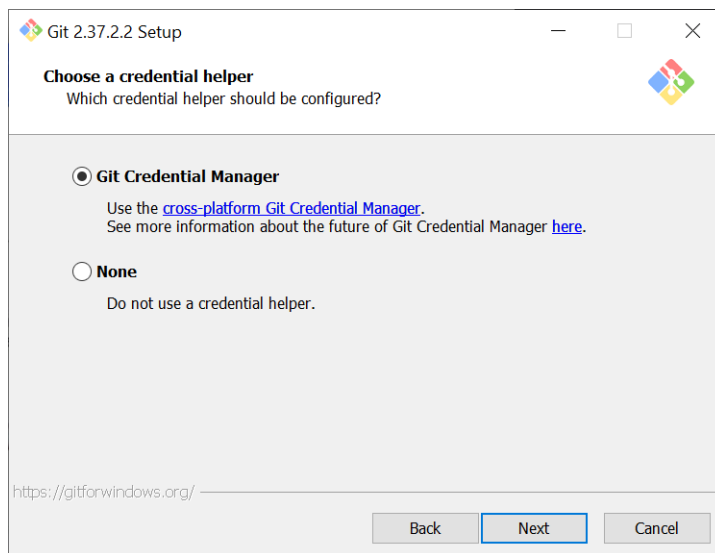 Git 2.37.2.2 Setup
Choose a credential helper
Which credential helper should be configured?
Git Credential Manager
Use the cross-platform Git Credential Manager.
See more information about the future of Git Credential Manager here.
None
Do not use a credential helper.
https://gitforwindows.org/
Back Next Cancel